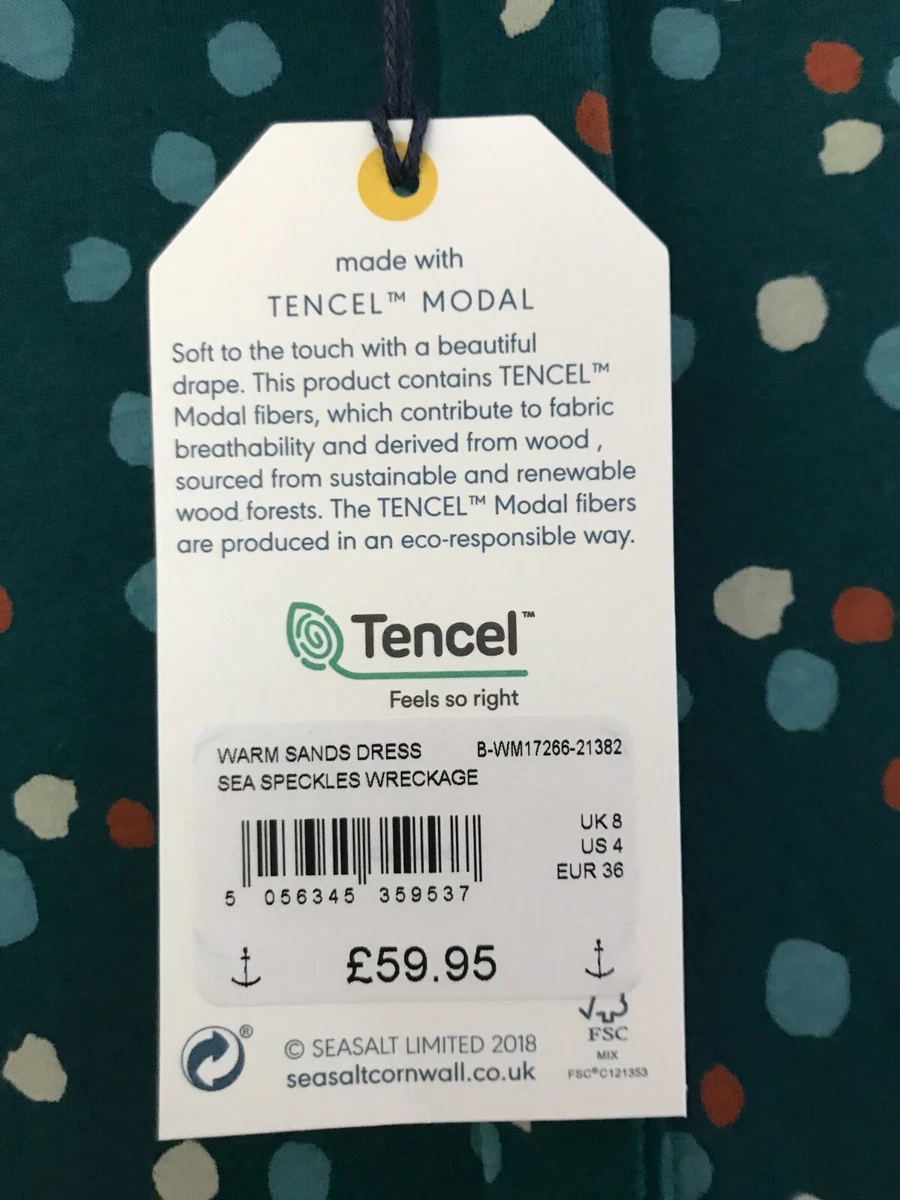 made with
TENCEL™ MODAL
Soft to the touch with a beautiful
drape. This product contains TENCEL™
Modal fibers, which contribute to fabric
breathability and derived from wood ,
sourced from sustainable and renewable
wood forests. The TENCEL™ Modal fibers
are produced in an eco-responsible way.
Tencel™
Feels so right
WARM SANDS DRESS B-WM17266-21382
SEA SPECKLES WRECKAGE
UK 8
US 4
EUR 36
5 056345 359537
£59.95
®
© SEASALT LIMITED 2018
seasaltcornwall.co.uk
FSC
MIX
FSC®C121353